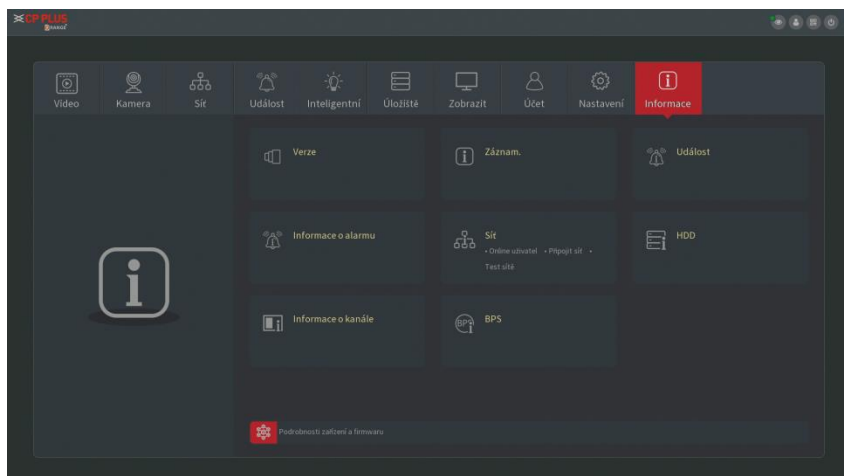 CP PLUS
Video Kamera Síť Událost Inteligentní Úložiště Zobrazit Účet Nastavení Informace
Verze
Záznam.
Událost
Informace o alarmu
Síť
• Online uživatel • Připojit síť •
Test sítě
HDD
Informace o kanále
BPS
BPS
Podrobnosti zařízení a firmwaru